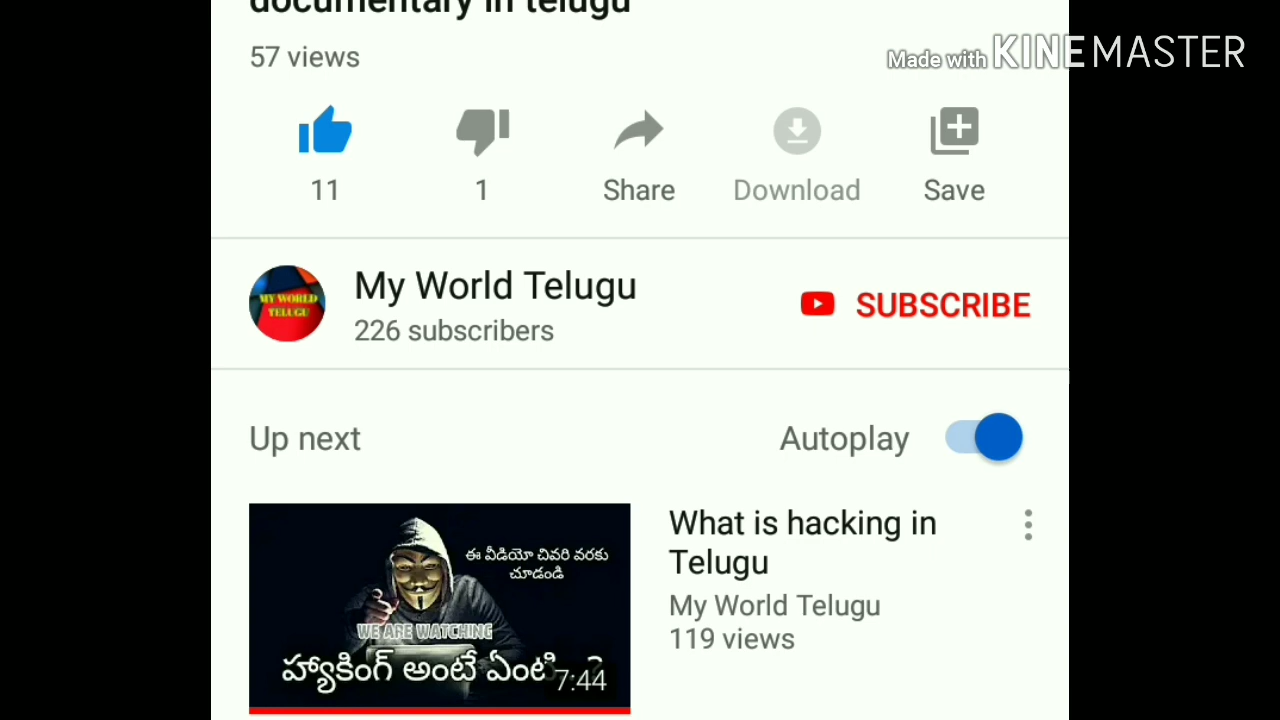 documentary in telugu
57 views
Made with KINEMASTER
11
1
Share
Download
Save
MY WORLD
TELUGU
My World Telugu
226 subscribers
SUBSCRIBE
Up next
Autoplay
ఈ వీడియో చివరి వరకు
చూడండి
WE ARE WATCHING
హ్యాకింగ్ అంటే ఏంటి ?
7:44
What is hacking in
Telugu
My World Telugu
119 views